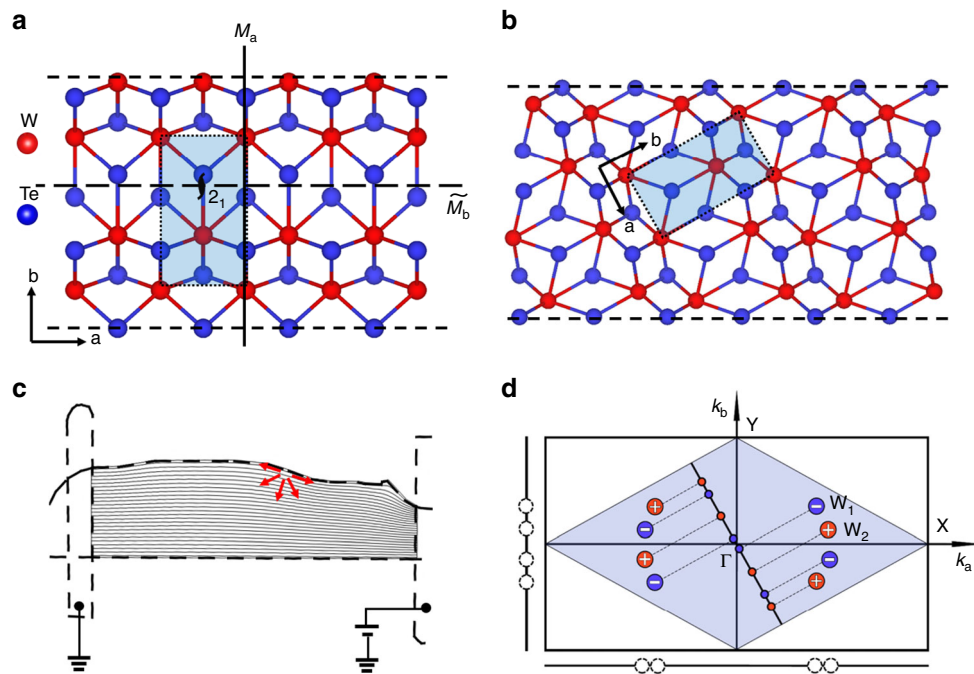 a
M_a
b
W
Te
2_1
M̃_b
b
a
b
a
c
d
k_b
Y
W_1
W_2
X
Γ
k_a
+
−
+
−
−
+
−
+